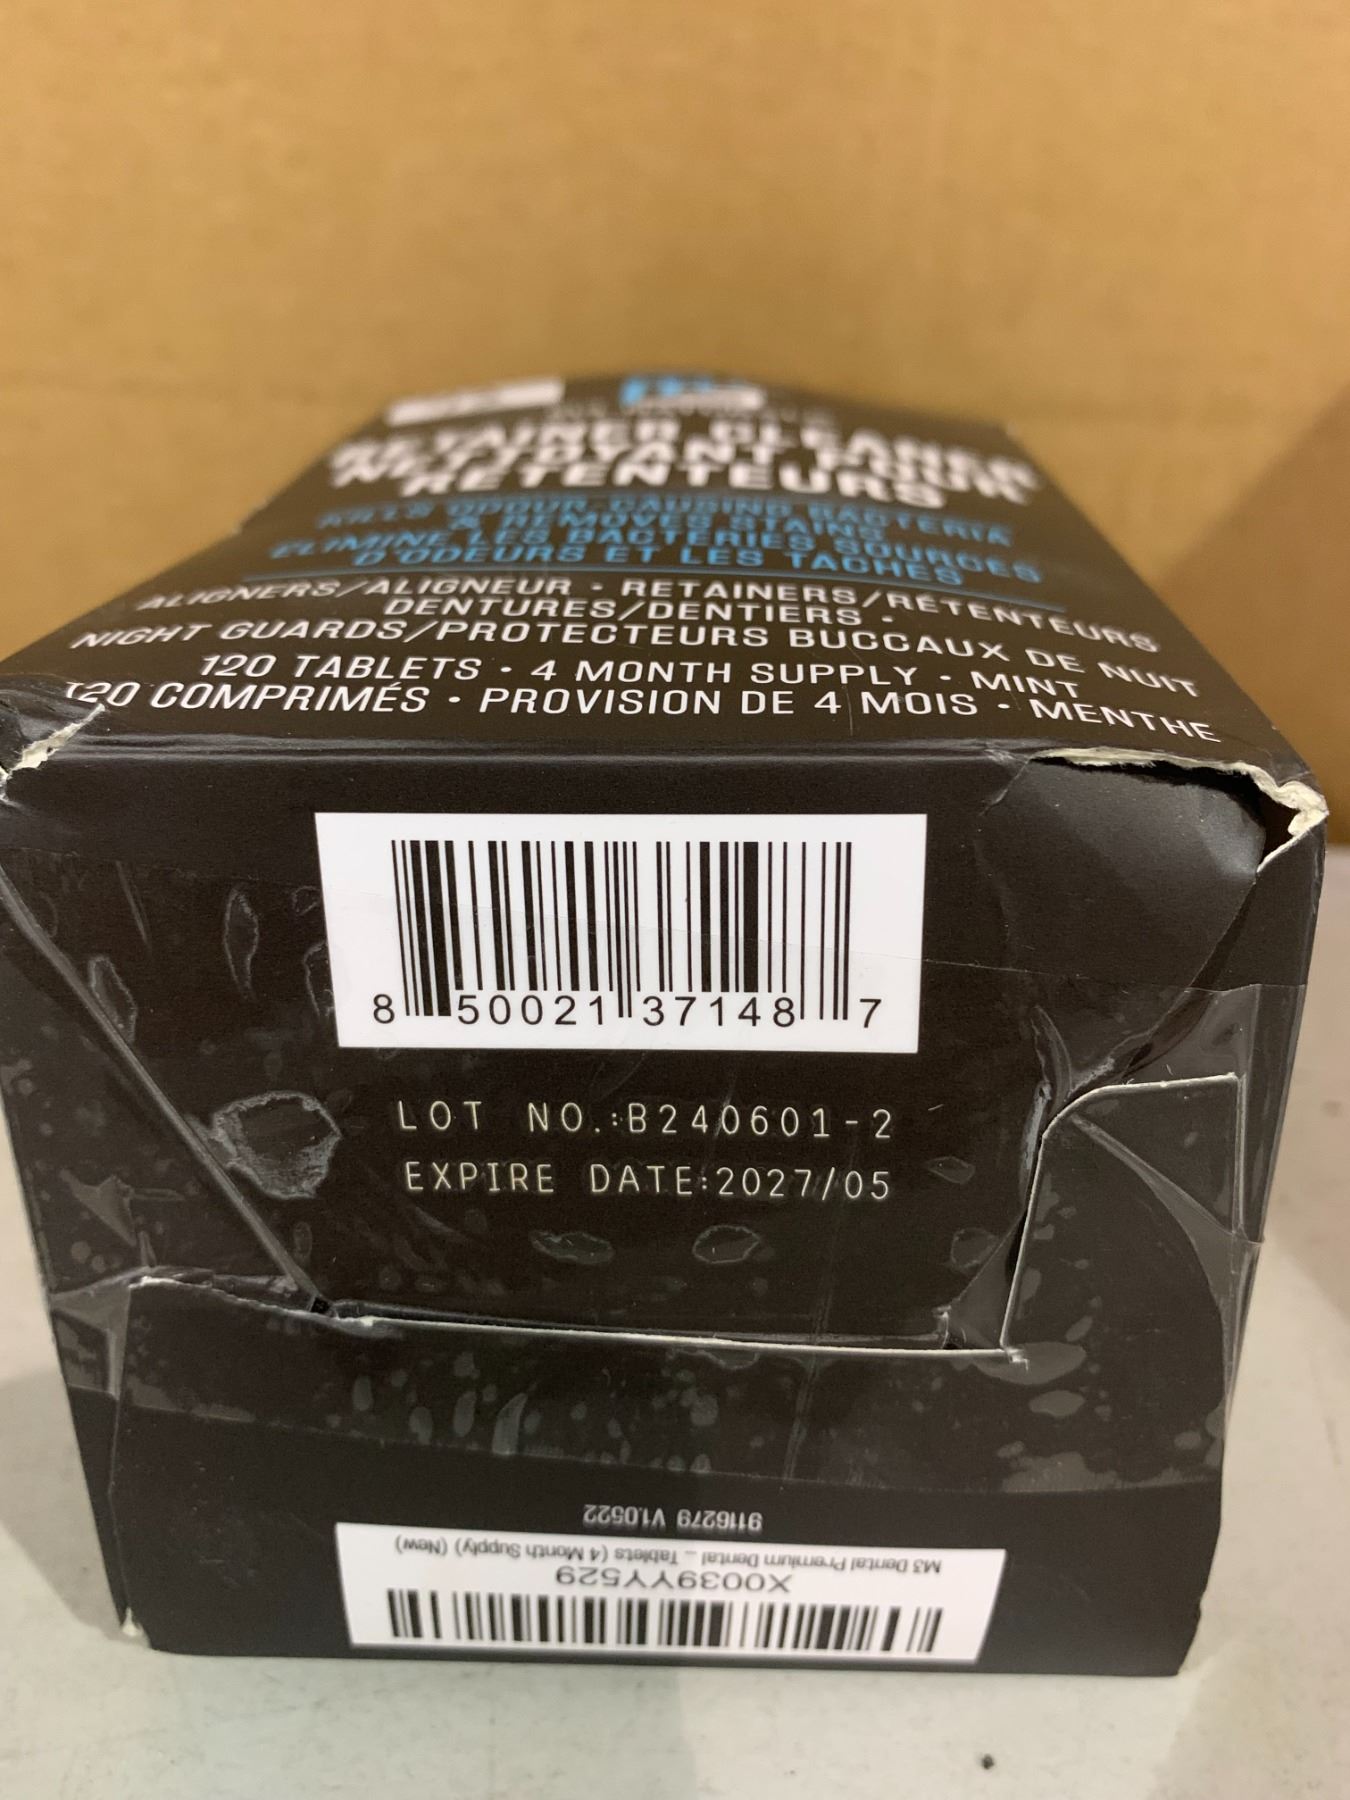 RETAINER CLEANER
NETTOYANT POUR
RÉTENTEURS
KILLS ODOUR-CAUSING BACTERIA
& REMOVES STAINS
ÉLIMINE LES BACTÉRIES SOURCES
D'ODEURS ET LES TACHES
ALIGNERS/ALIGNEUR • RETAINERS/RÉTENTEURS
DENTURES/DENTIERS •
NIGHT GUARDS/PROTECTEURS BUCCAUX DE NUIT
120 TABLETS • 4 MONTH SUPPLY • MINT
120 COMPRIMÉS • PROVISION DE 4 MOIS • MENTHE
8 50021 37148 7
LOT NO.:B240601-2
EXPIRE DATE:2027/05
9116279 V1.0522
M3 Dental Premium Dental ... Tablets (4 Month Supply) (New)
X0039YY529